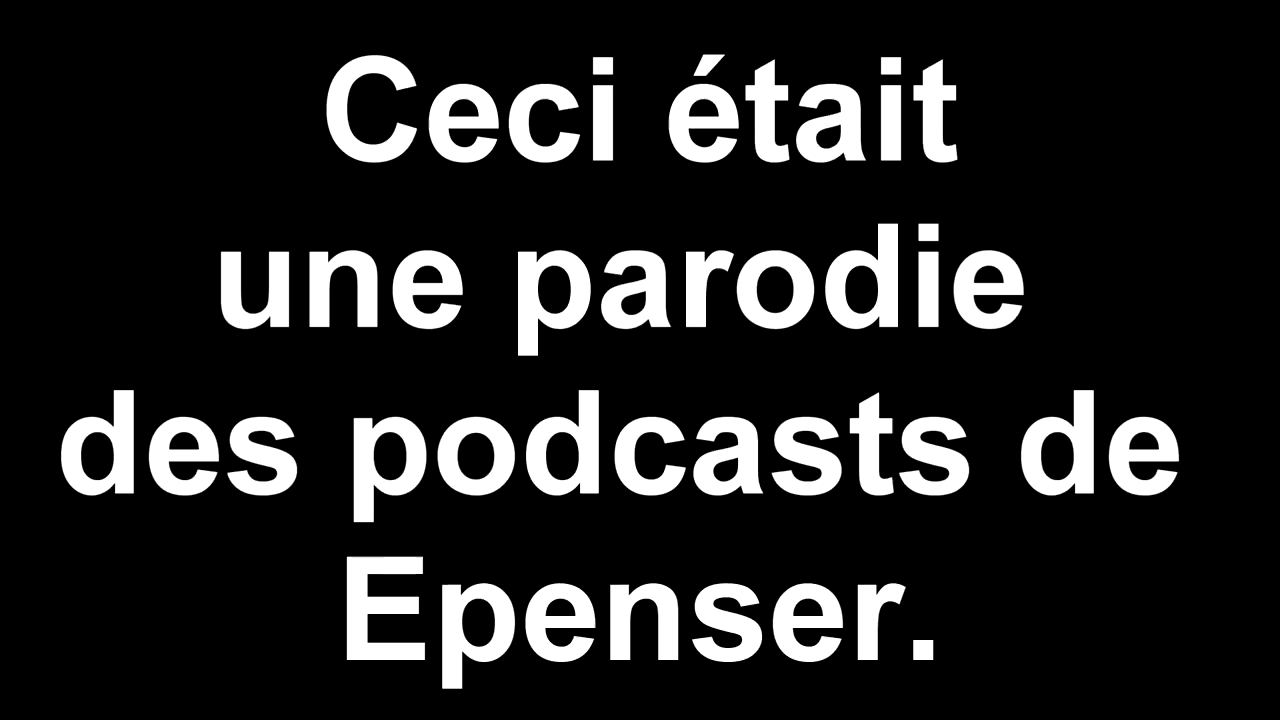 Ceci était
une parodie
des podcasts de
Epenser.